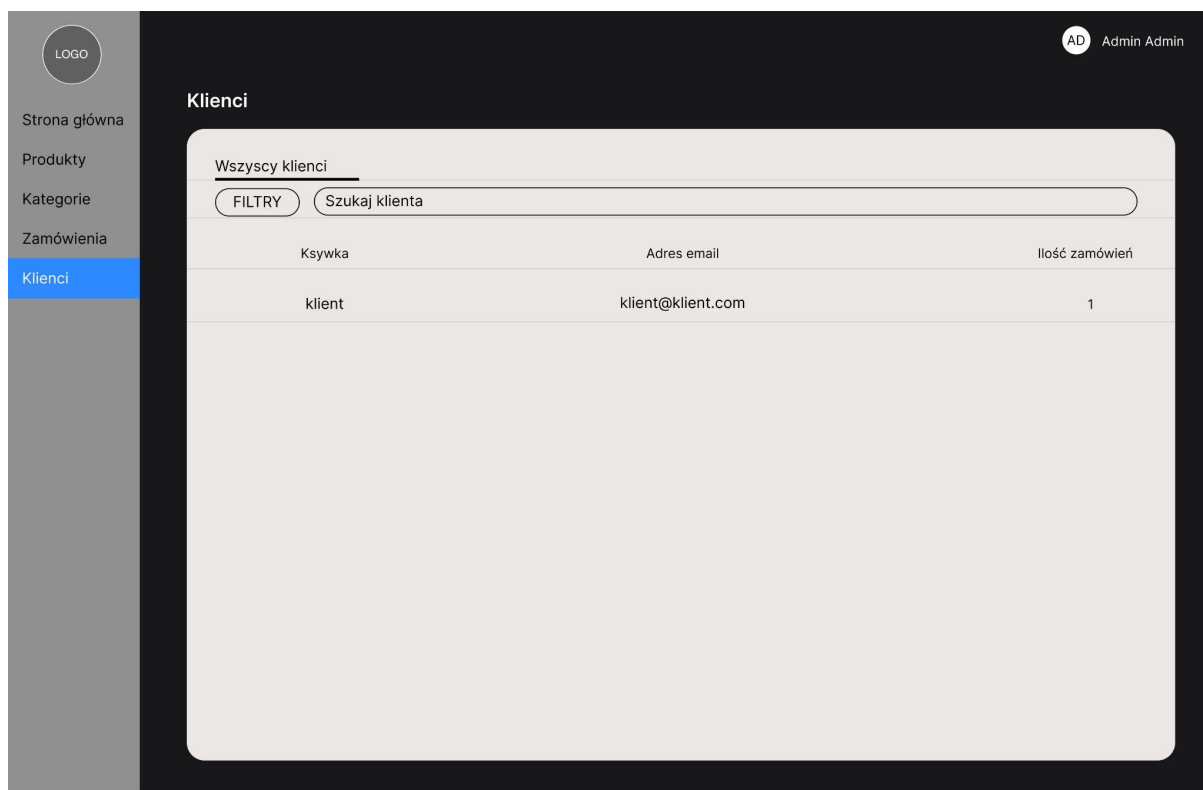 LOGO
AD Admin Admin
Klienci
Strona główna
Produkty
Kategorie
Zamówienia
Klienci
Wszyscy klienci
FILTRY Szukaj klienta
Ksywka Adres email Ilość zamówień
klient klient@klient.com 1